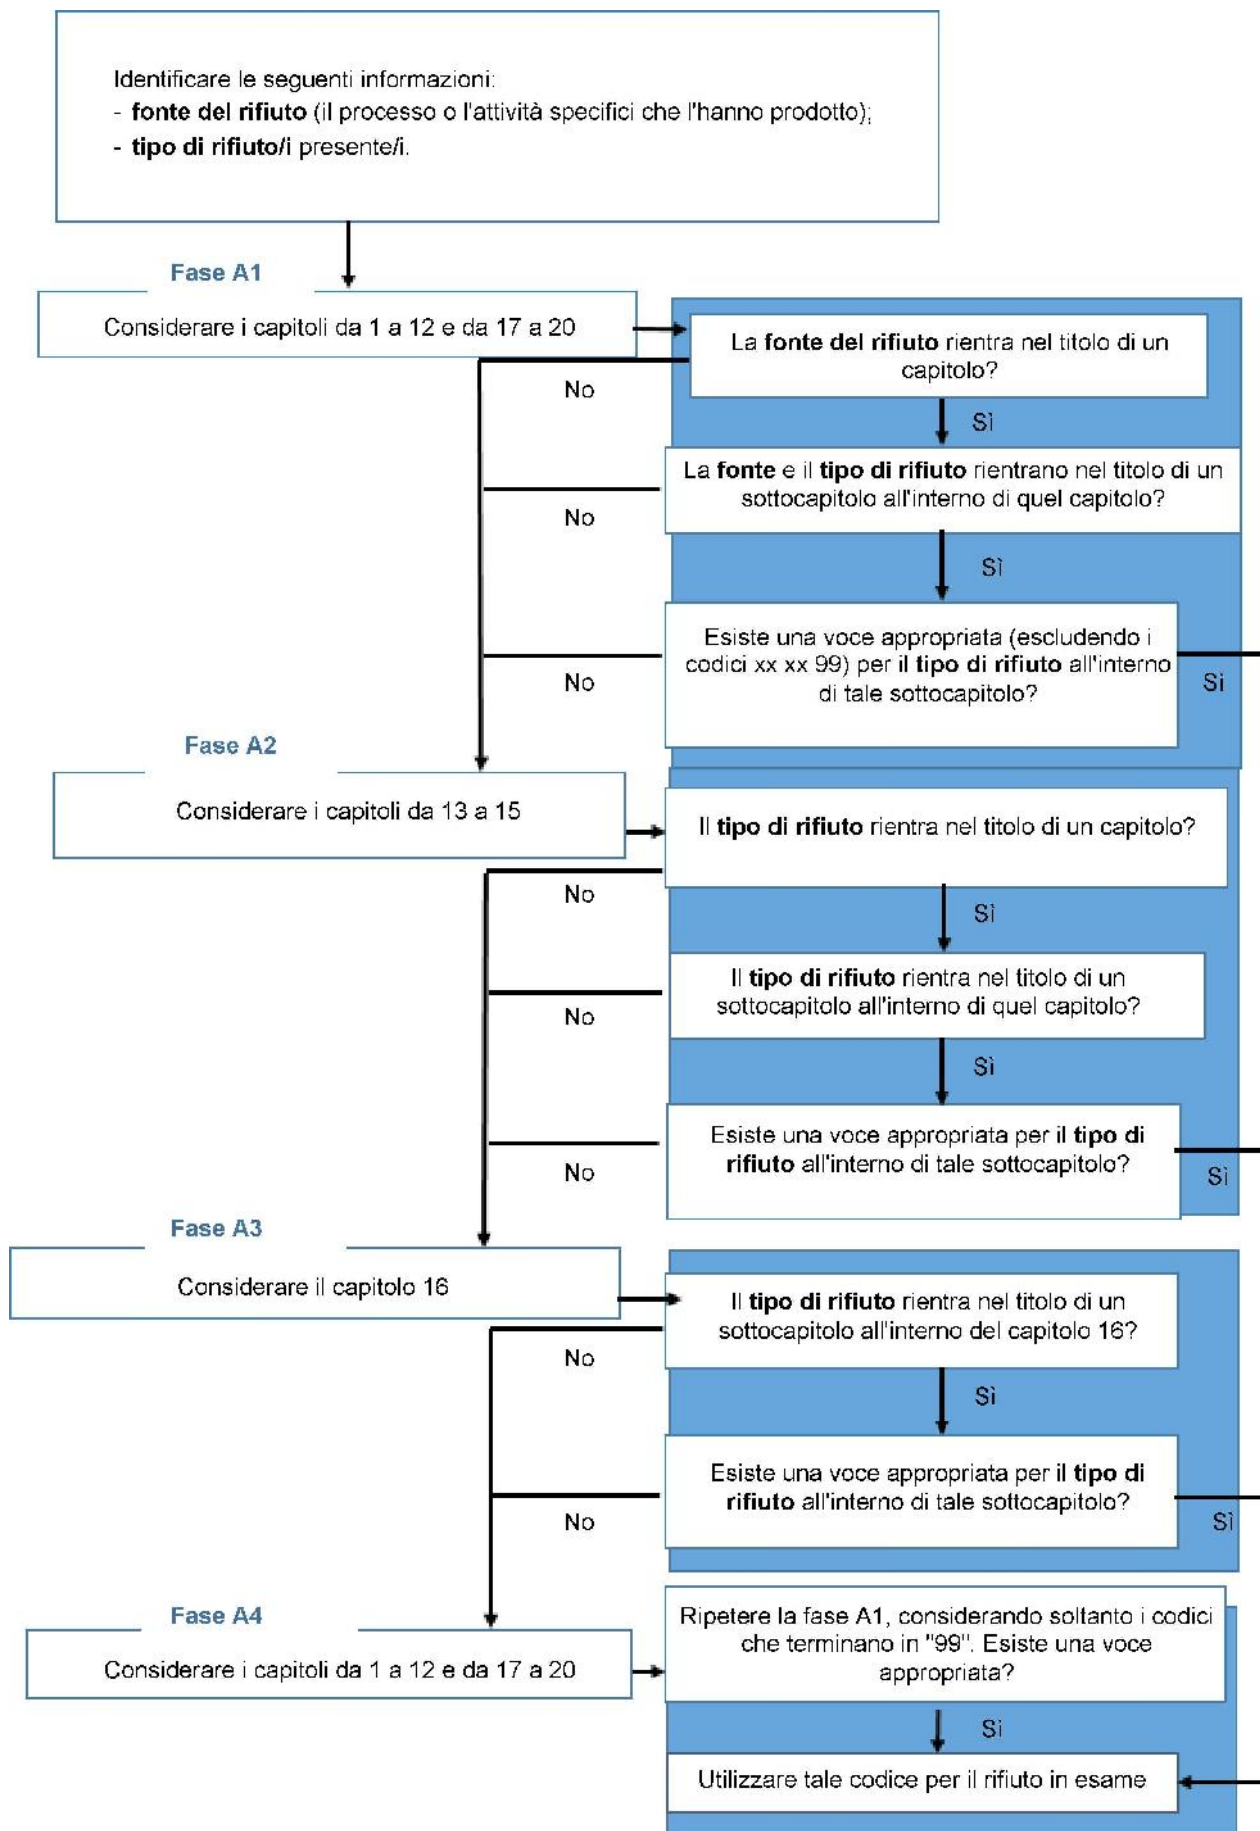 Identificare le seguenti informazioni:
- fonte del rifiuto (il processo o l'attività specifici che l'hanno prodotto);
- tipo di rifiuto/i presente/i.
Fase A1
Considerare i capitoli da 1 a 12 e da 17 a 20
La fonte del rifiuto rientra nel titolo di un
capitolo?
No
Sì
La fonte e il tipo di rifiuto rientrano nel titolo di un
sottocapitolo all'interno di quel capitolo?
No
Sì
Esiste una voce appropriata (escludendo i
codici xx xx 99) per il tipo di rifiuto all'interno
di tale sottocapitolo?
No
Sì
Fase A2
Considerare i capitoli da 13 a 15
Il tipo di rifiuto rientra nel titolo di un capitolo?
No
Sì
Il tipo di rifiuto rientra nel titolo di un
sottocapitolo all'interno di quel capitolo?
No
Sì
Esiste una voce appropriata per il tipo di
rifiuto all'interno di tale sottocapitolo?
No
Sì
Fase A3
Considerare il capitolo 16
Il tipo di rifiuto rientra nel titolo di un
sottocapitolo all'interno del capitolo 16?
No
Sì
Esiste una voce appropriata per il tipo di
rifiuto all'interno di tale sottocapitolo?
No
Sì
Fase A4
Considerare i capitoli da 1 a 12 e da 17 a 20
Ripetere la fase A1, considerando soltanto i codici
che terminano in "99". Esiste una voce
appropriata?
Sì
Utilizzare tale codice per il rifiuto in esame